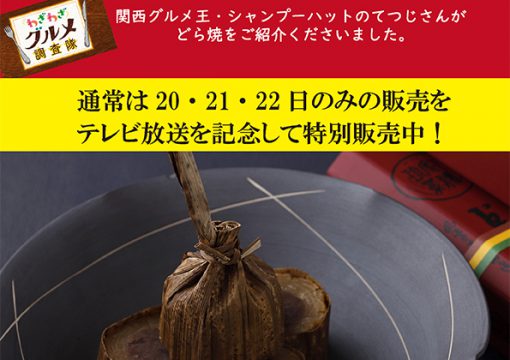 わざわざ
グルメ
調査隊
関西グルメ王・シャンプーハットのてつじさんが
どら焼をご紹介くださいました。
通常は 20・21・22 日のみの販売を
テレビ放送を記念して特別販売中！